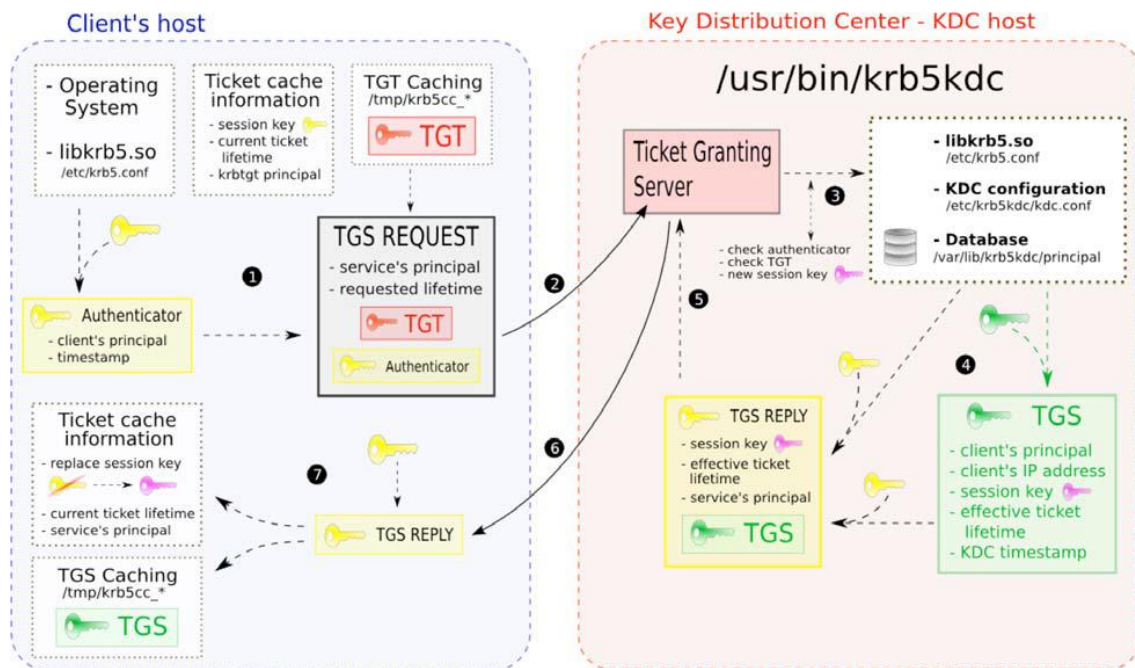 Client's host
- Operating
System
- libkrb5.so
/etc/krb5.conf
Ticket cache
information
- session key
- current ticket
lifetime
- krbtgt principal
TGT Caching
/tmp/krb5cc_*
TGT
1
Authenticator
- client's principal
- timestamp
TGS REQUEST
- service's principal
- requested lifetime
TGT
Authenticator
2
Ticket cache
information
- replace session key
- current ticket lifetime
- service's principal
TGS Caching
/tmp/krb5cc_*
TGS
7
TGS REPLY
6
Key Distribution Center - KDC host
/usr/bin/krb5kdc
Ticket Granting
Server
3
- check authenticator
- check TGT
- new session key
- libkrb5.so
/etc/krb5.conf
- KDC configuration
/etc/krb5kdc/kdc.conf
- Database
/var/lib/krb5kdc/principal
5
4
TGS REPLY
- session key
- effective ticket
lifetime
- service's principal
TGS
TGS
- client's principal
- client's IP address
- session key
- effective ticket
lifetime
- KDC timestamp